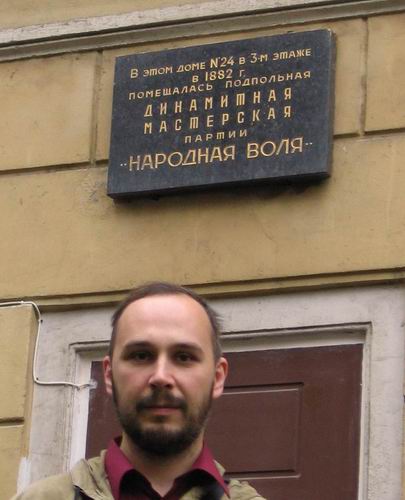 В ЭТОМ ДОМЕ №24 В 3-М ЭТАЖЕ
В 1882 Г.
ПОМЕЩАЛАСЬ ПОДПОЛЬНАЯ
ДИНАМИТНАЯ
МАСТЕРСКАЯ
ПАРТИИ
"НАРОДНАЯ ВОЛЯ"